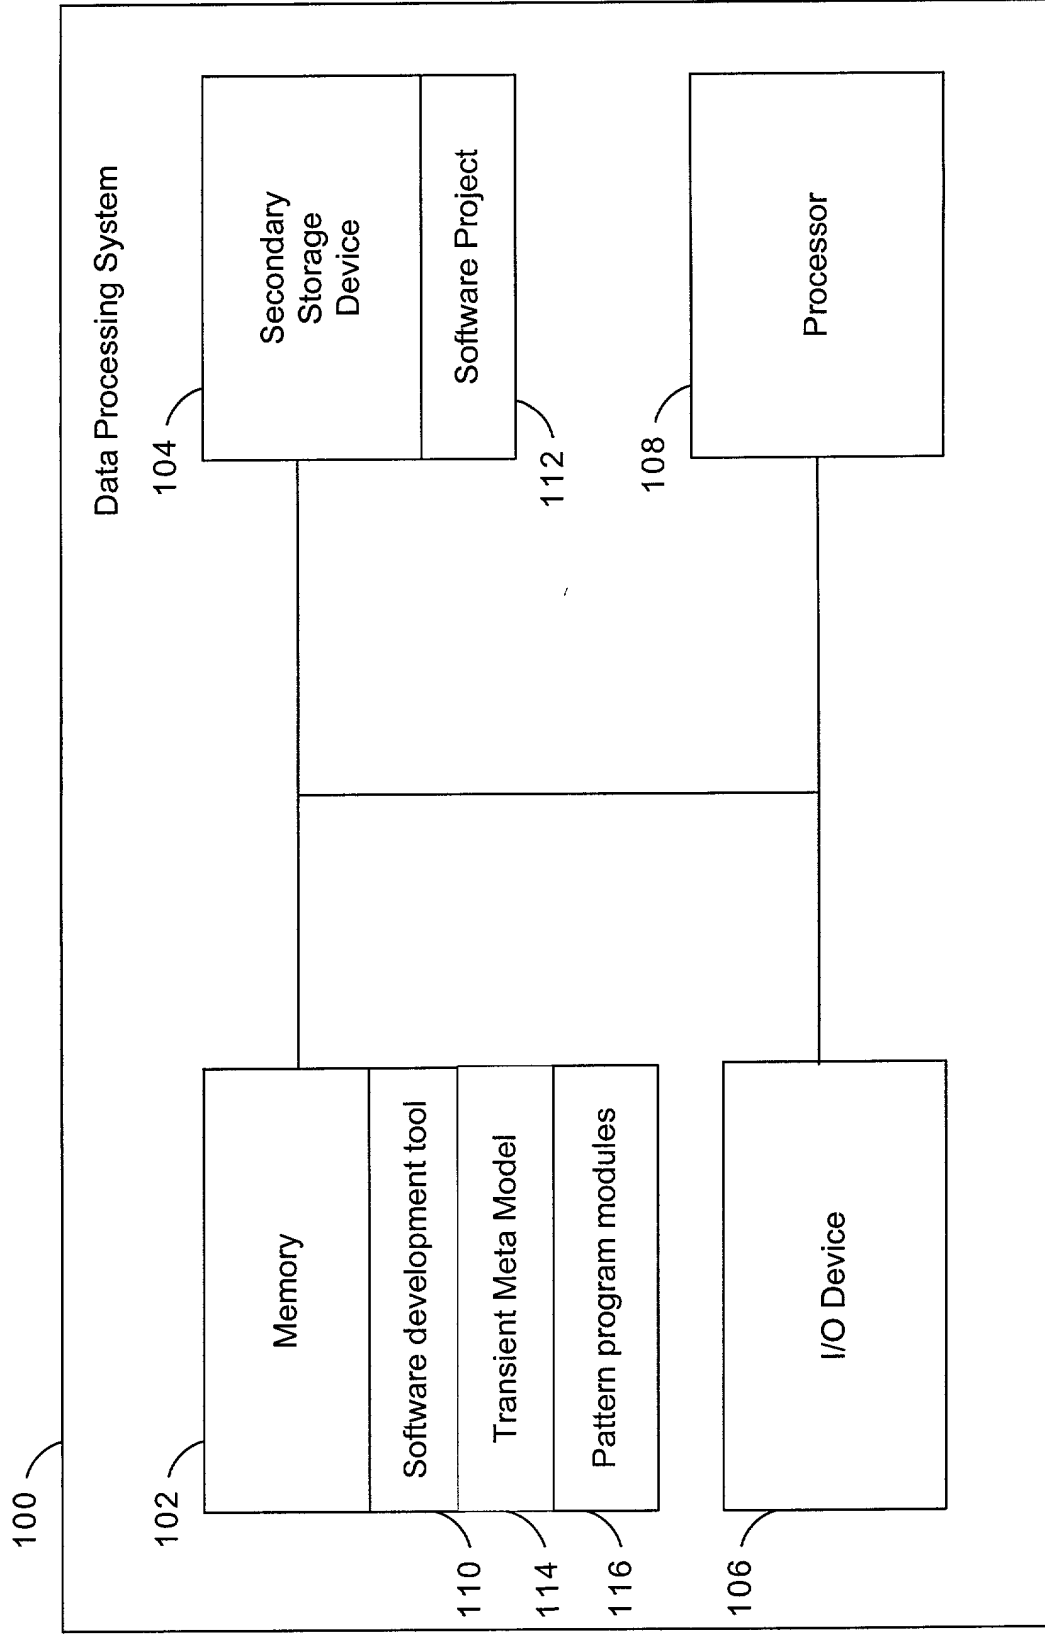 100
Data Processing System
102
Memory
110
Software development tool
114
Transient Meta Model
116
Pattern program modules
104
Secondary
Storage
Device
112
Software Project
106
I/O Device
108
Processor